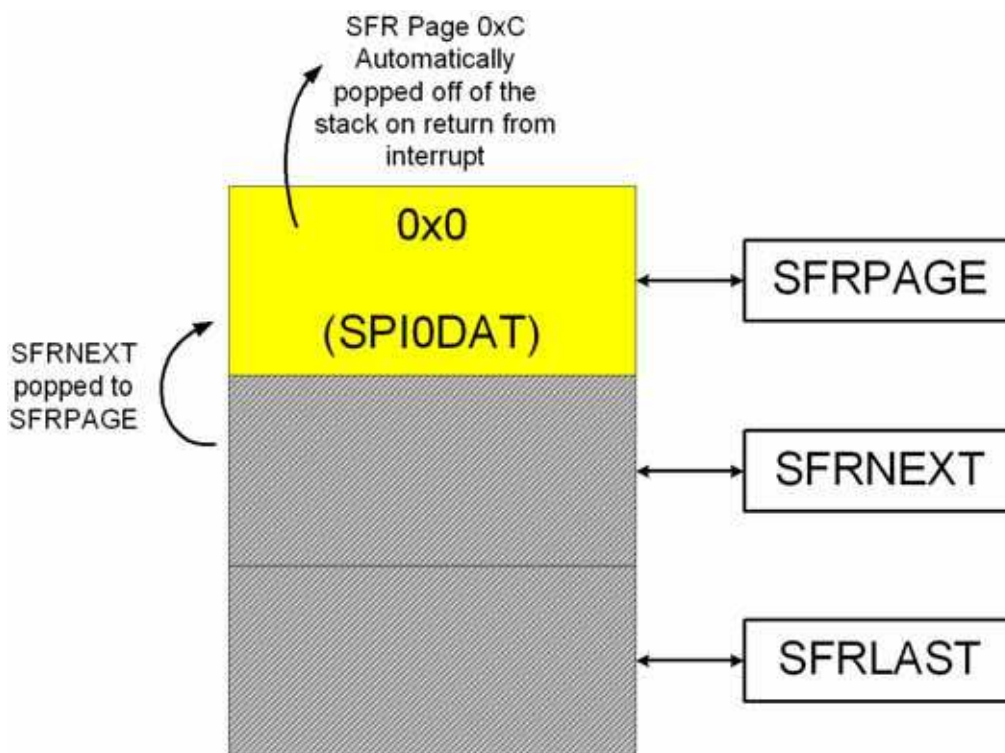 SFR Page 0xC
Automatically
popped off of the
stack on return from
interrupt
0x0
(SPI0DAT)
SFRPAGE
SFRNEXT
popped to
SFRPAGE
SFRNEXT
SFRLAST